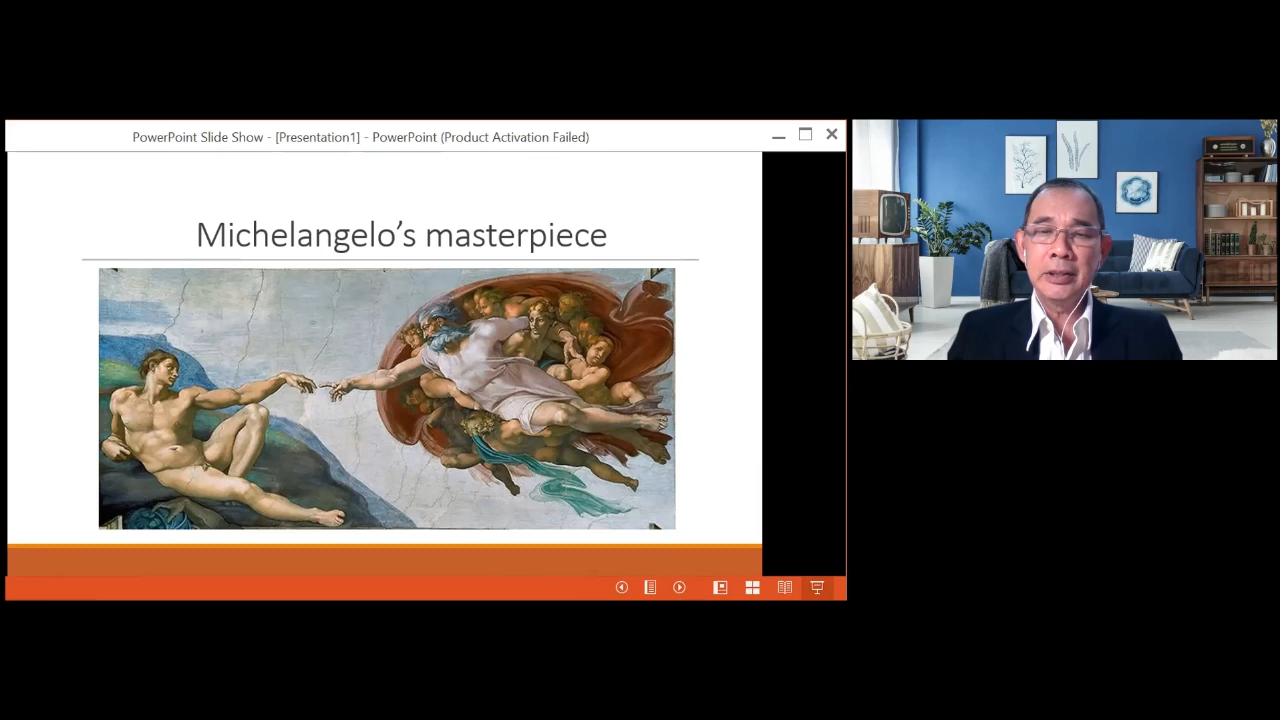 PowerPoint Slide Show - [Presentation1] - PowerPoint (Product Activation Failed)
Michelangelo’s masterpiece